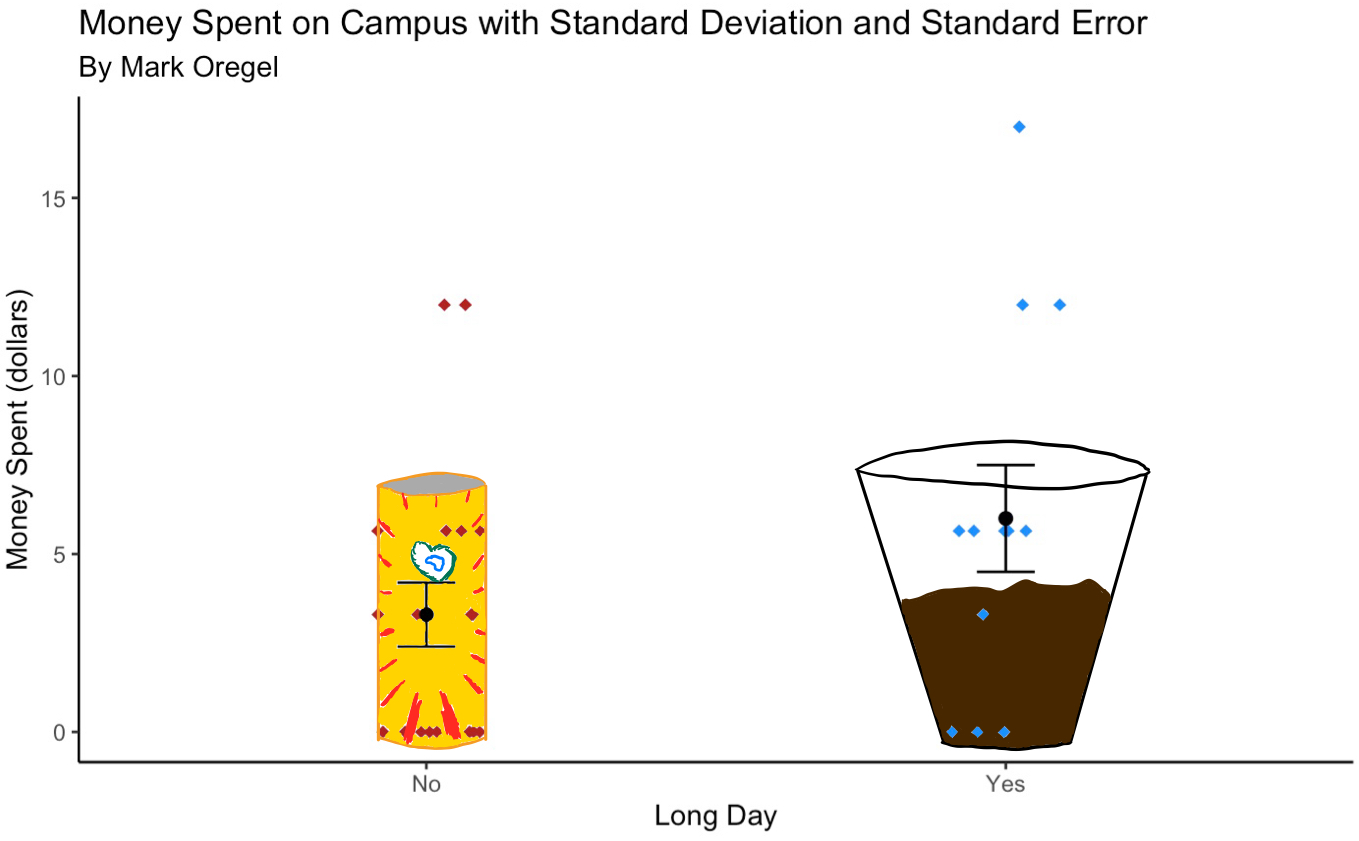 Money Spent on Campus with Standard Deviation and Standard Error
By Mark Oregel
Money Spent (dollars)
15
10
5
0
No
Yes
Long Day